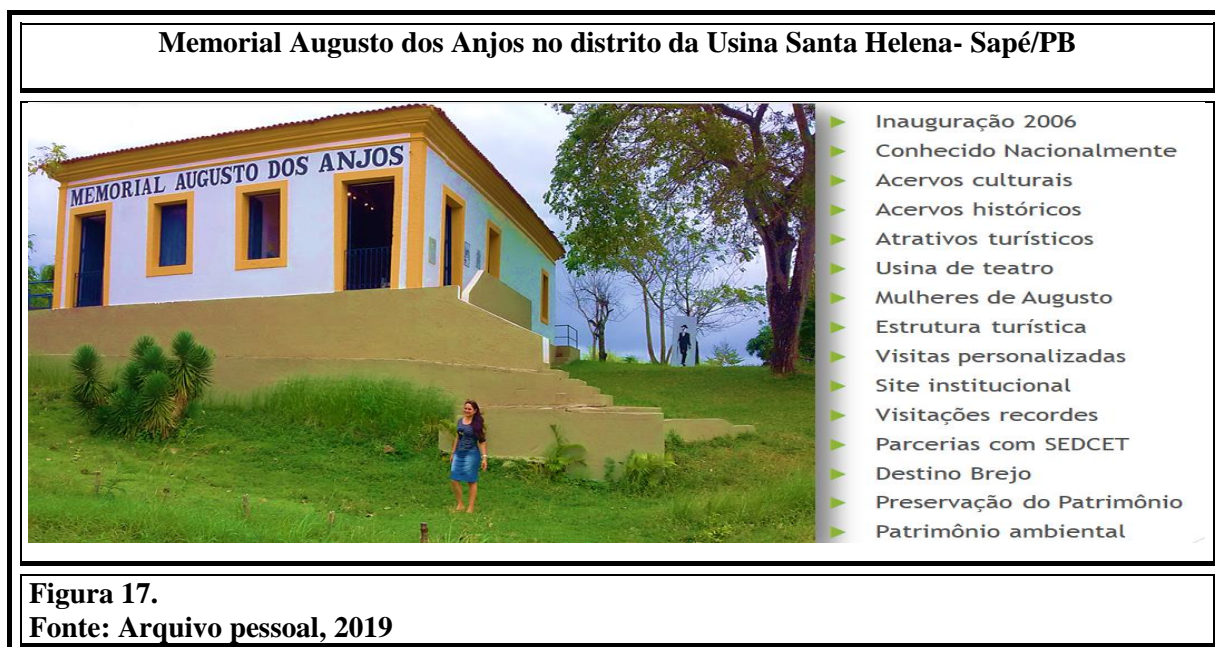 Memorial Augusto dos Anjos no distrito da Usina Santa Helena- Sapé/PB
MEMORIAL AUGUSTO DOS ANJOS
Inauguração 2006
Conhecido Nacionalmente
Acervos culturais
Acervos históricos
Atrativos turísticos
Usina de teatro
Mulheres de Augusto
Estrutura turística
Visitas personalizadas
Site institucional
Visitações recordes
Parcerias com SEDCET
Destino Brejo
Preservação do Patrimônio
Patrimônio ambiental
Figura 17.
Fonte: Arquivo pessoal, 2019